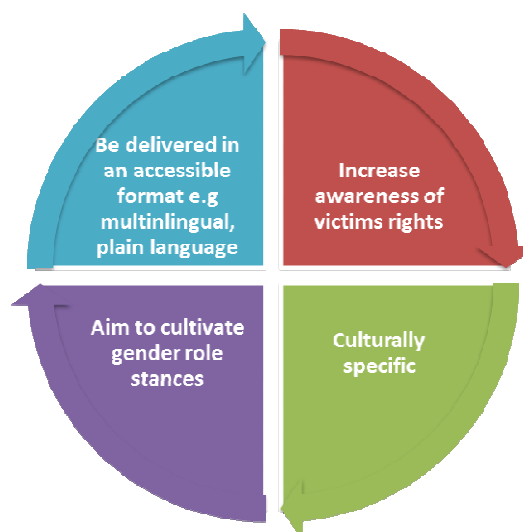 Be delivered in
an accessible
format e.g
multinlingual,
plain language
Increase
awareness of
victims rights
Aim to cultivate
gender role
stances
Culturally
specific